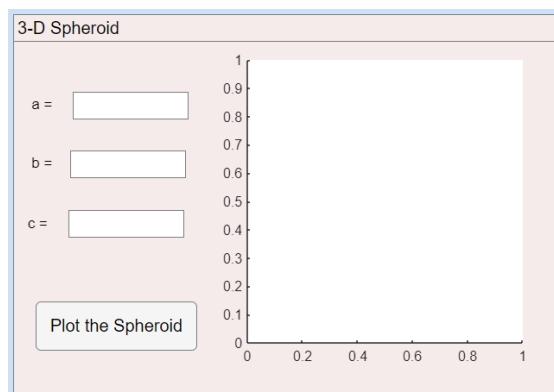 3-D Spheroid
a =
b =
c =
Plot the Spheroid
1
0.9
0.8
0.7
0.6
0.5
0.4
0.3
0.2
0.1
0
0 0.2 0.4 0.6 0.8 1